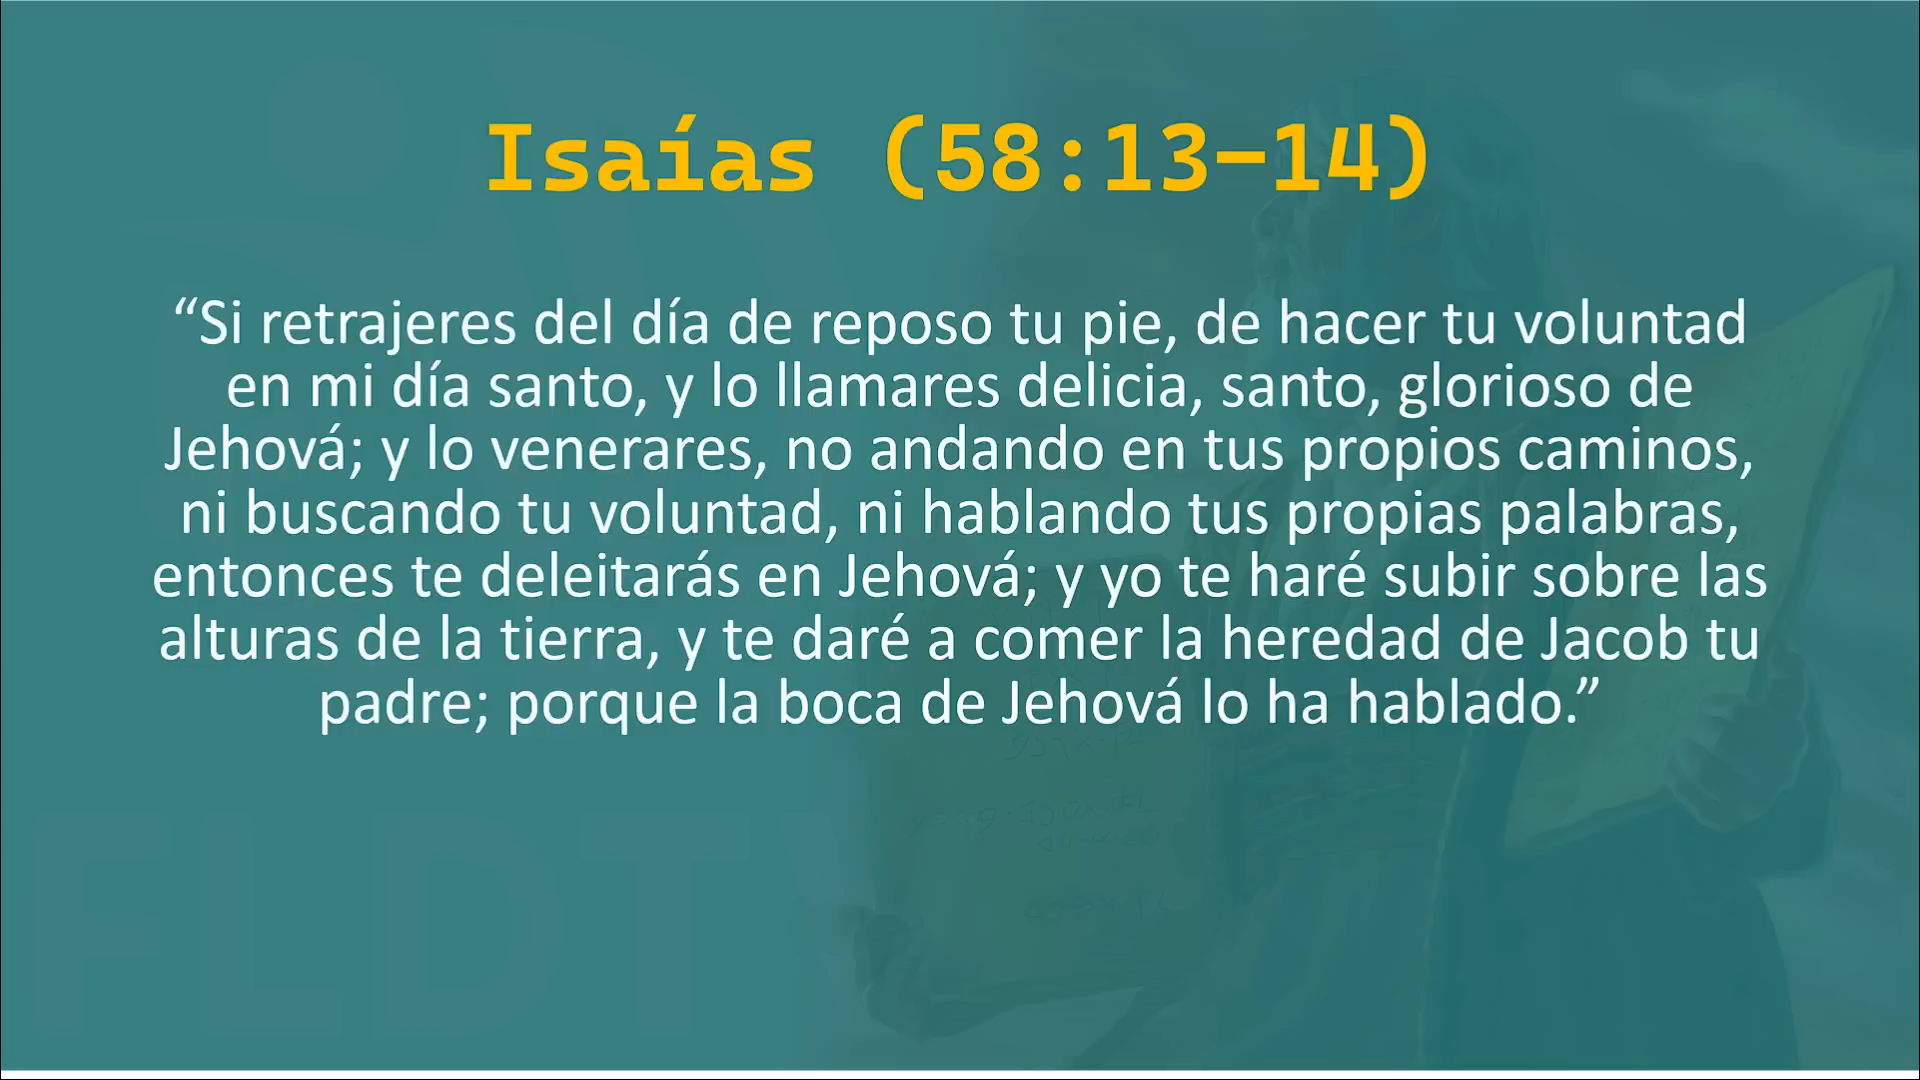 Isaías (58:13–14)
“Si retrajeres del día de reposo tu pie, de hacer tu voluntad
en mi día santo, y lo llamares delicia, santo, glorioso de
Jehová; y lo venerares, no andando en tus propios caminos,
ni buscando tu voluntad, ni hablando tus propias palabras,
entonces te deleitarás en Jehová; y yo te haré subir sobre las
alturas de la tierra, y te daré a comer la heredad de Jacob tu
padre; porque la boca de Jehová lo ha hablado.”
FLDT